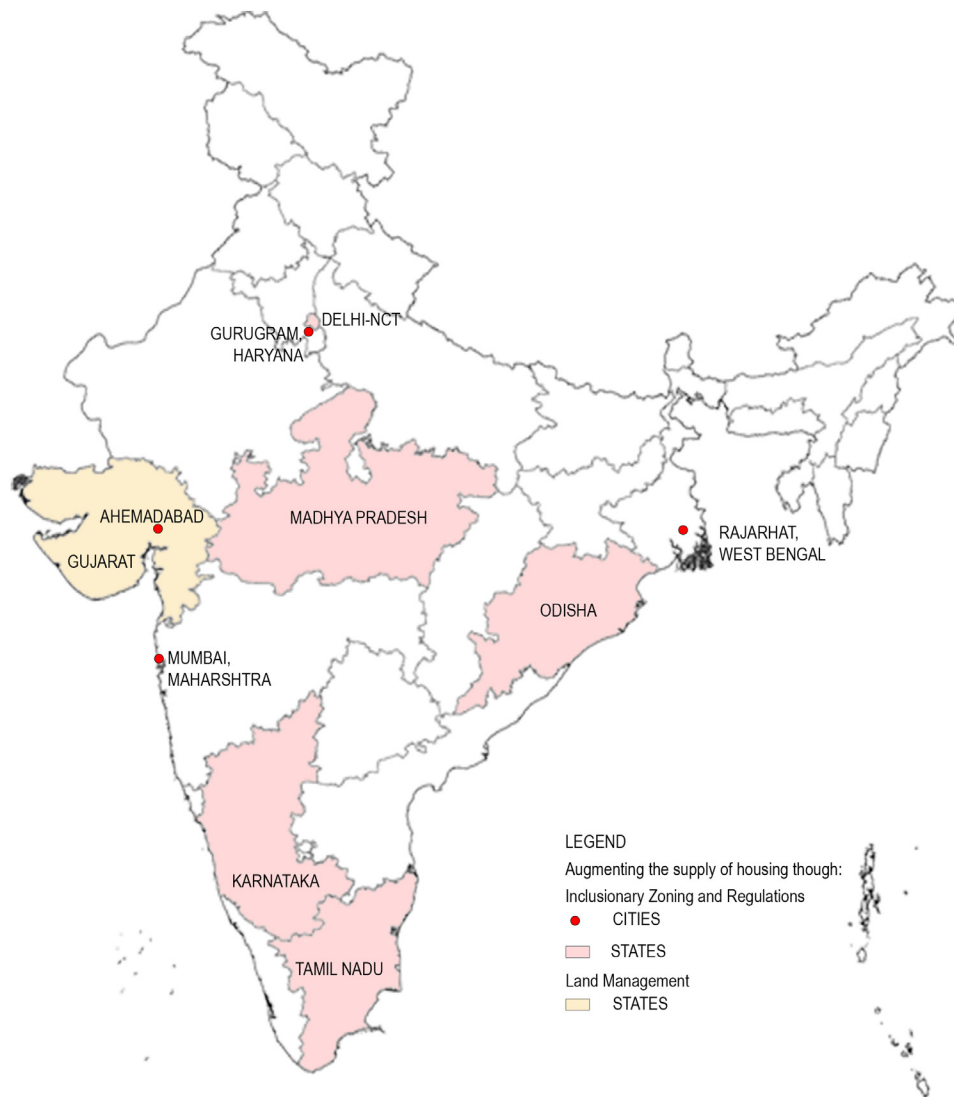 DELHI-NCT
GURUGRAM,
HARYANA
AHEMADABAD
GUJARAT
MADHYA PRADESH
RAJARHAT,
WEST BENGAL
ODISHA
MUMBAI,
MAHARSHTRA
KARNATAKA
TAMIL NADU
LEGEND
Augmenting the supply of housing though:
Inclusionary Zoning and Regulations
CITIES
STATES
Land Management
STATES